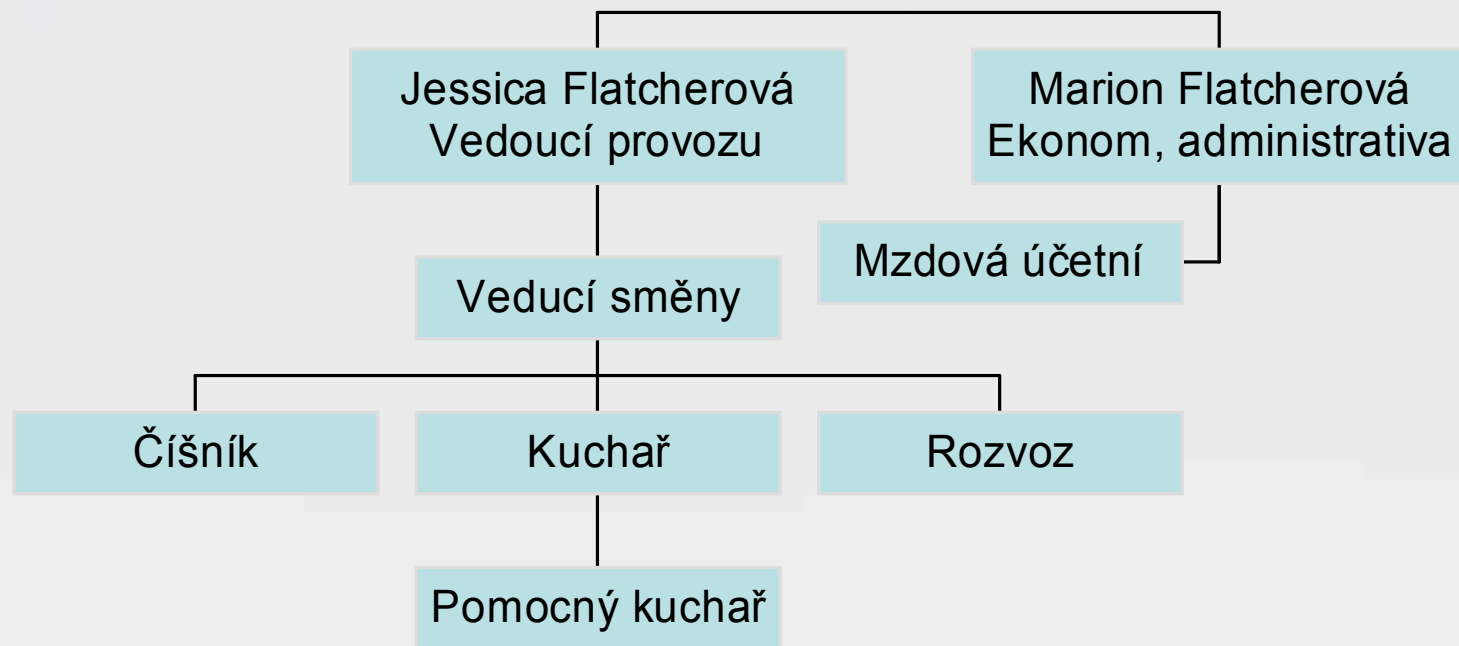 Jessica Flatcherová
Vedoucí provozu
Marion Flatcherová
Ekonom, administrativa
Mzdová účetní
Veducí směny
Číšník
Kuchař
Rozvoz
Pomocný kuchař